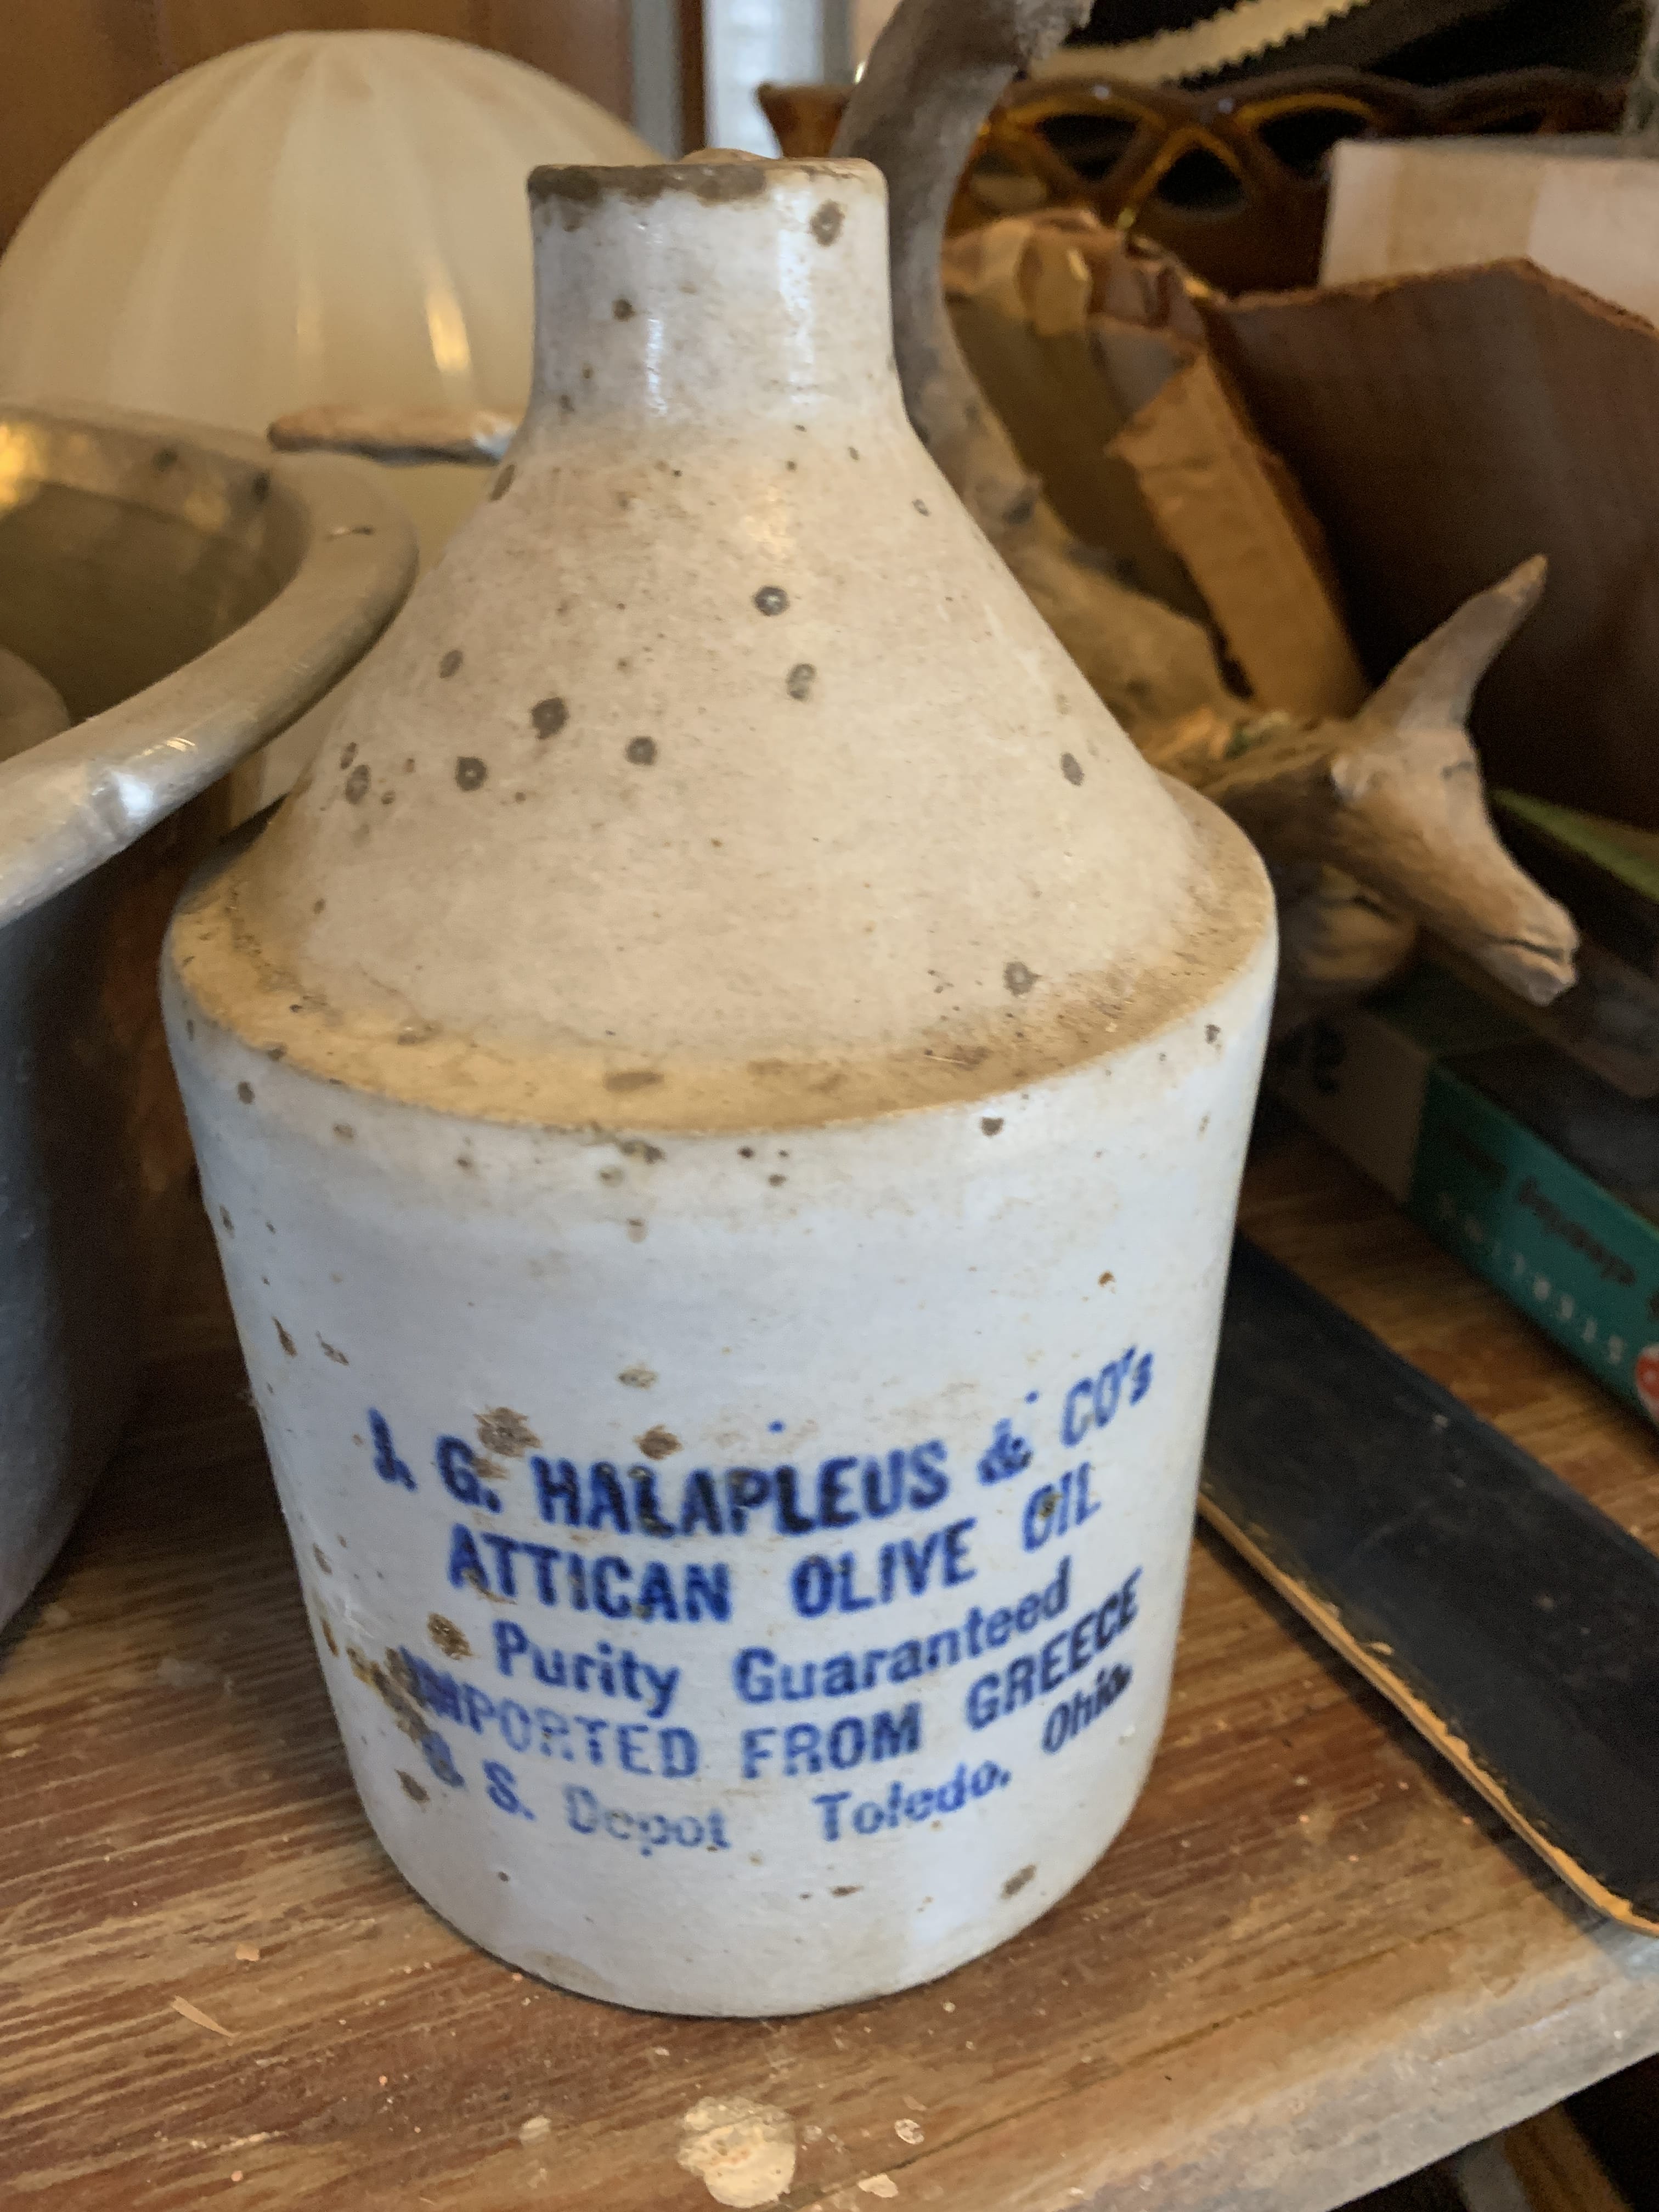 J. G. HALAPLEUS & CO's
ATTICAN OLIVE OIL
Purity Guaranteed
IMPORTED FROM GREECE
U. S. Depot Toledo, Ohio.